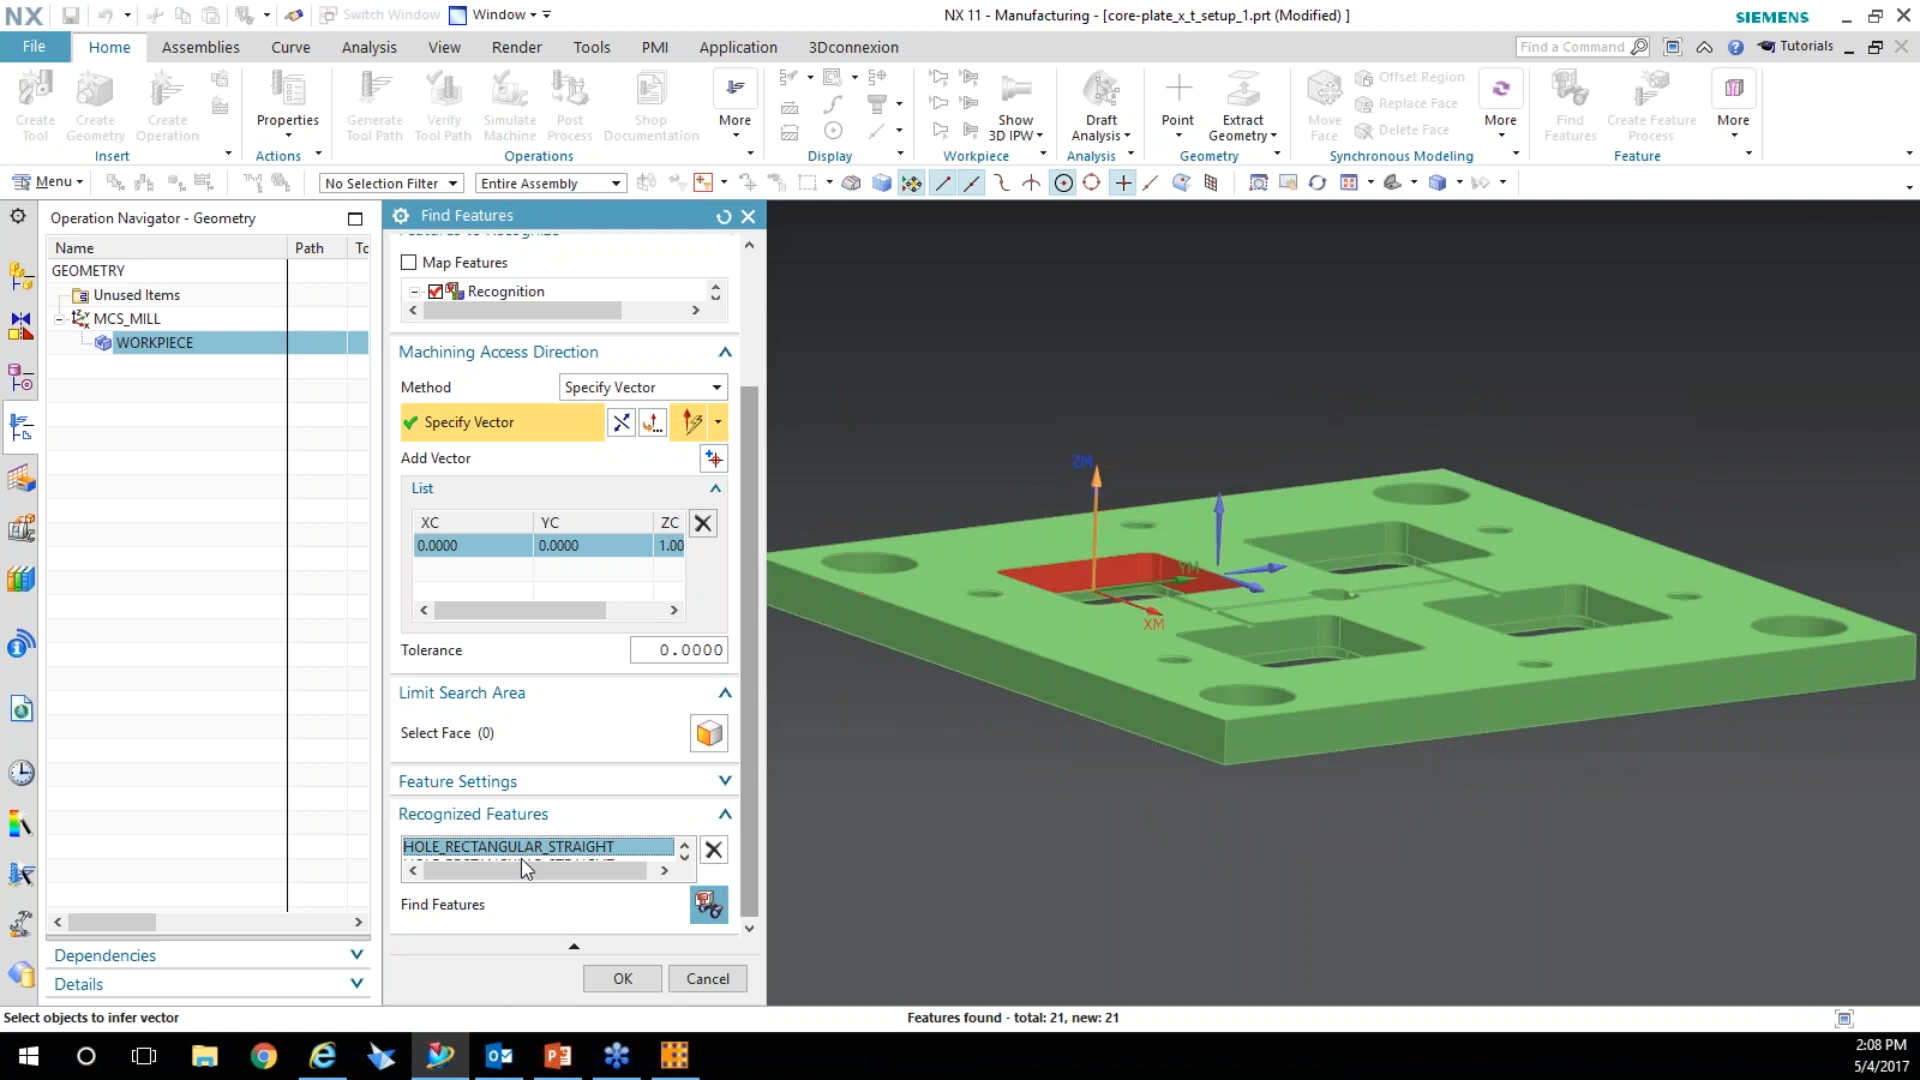 NX
Switch Window
Window
NX 11 - Manufacturing - [core-plate_x_t_setup_1.prt (Modified) ]
SIEMENS
File
Home
Assemblies
Curve
Analysis
View
Render
Tools
PMI
Application
3Dconnexion
Find a Command
Tutorials
Create Tool
Create Geometry
Create Operation
Properties
Generate Tool Path
Verify Tool Path
Simulate Machine
Post Process
Shop Documentation
More
Show 3D IPW
Draft Analysis
Point
Extract Geometry
Move Face
Offset Region
Replace Face
Delete Face
More
Find Features
Create Feature Process
More
Insert
Actions
Operations
Display
Workpiece
Analysis
Geometry
Synchronous Modeling
Feature
Menu
No Selection Filter
Entire Assembly
Operation Navigator - Geometry
Name
Path
To
GEOMETRY
Unused Items
MCS_MILL
WORKPIECE
Dependencies
Details
Find Features
Map Features
Recognition
Machining Access Direction
Method
Specify Vector
Specify Vector
Add Vector
List
XC
YC
ZC
0.0000
0.0000
1.00
Tolerance
0.0000
Limit Search Area
Select Face (0)
Feature Settings
Recognized Features
HOLE_RECTANGULAR_STRAIGHT
Find Features
OK
Cancel
ZM
YM
XM
Select objects to infer vector
Features found - total: 21, new: 21
2:08 PM
5/4/2017